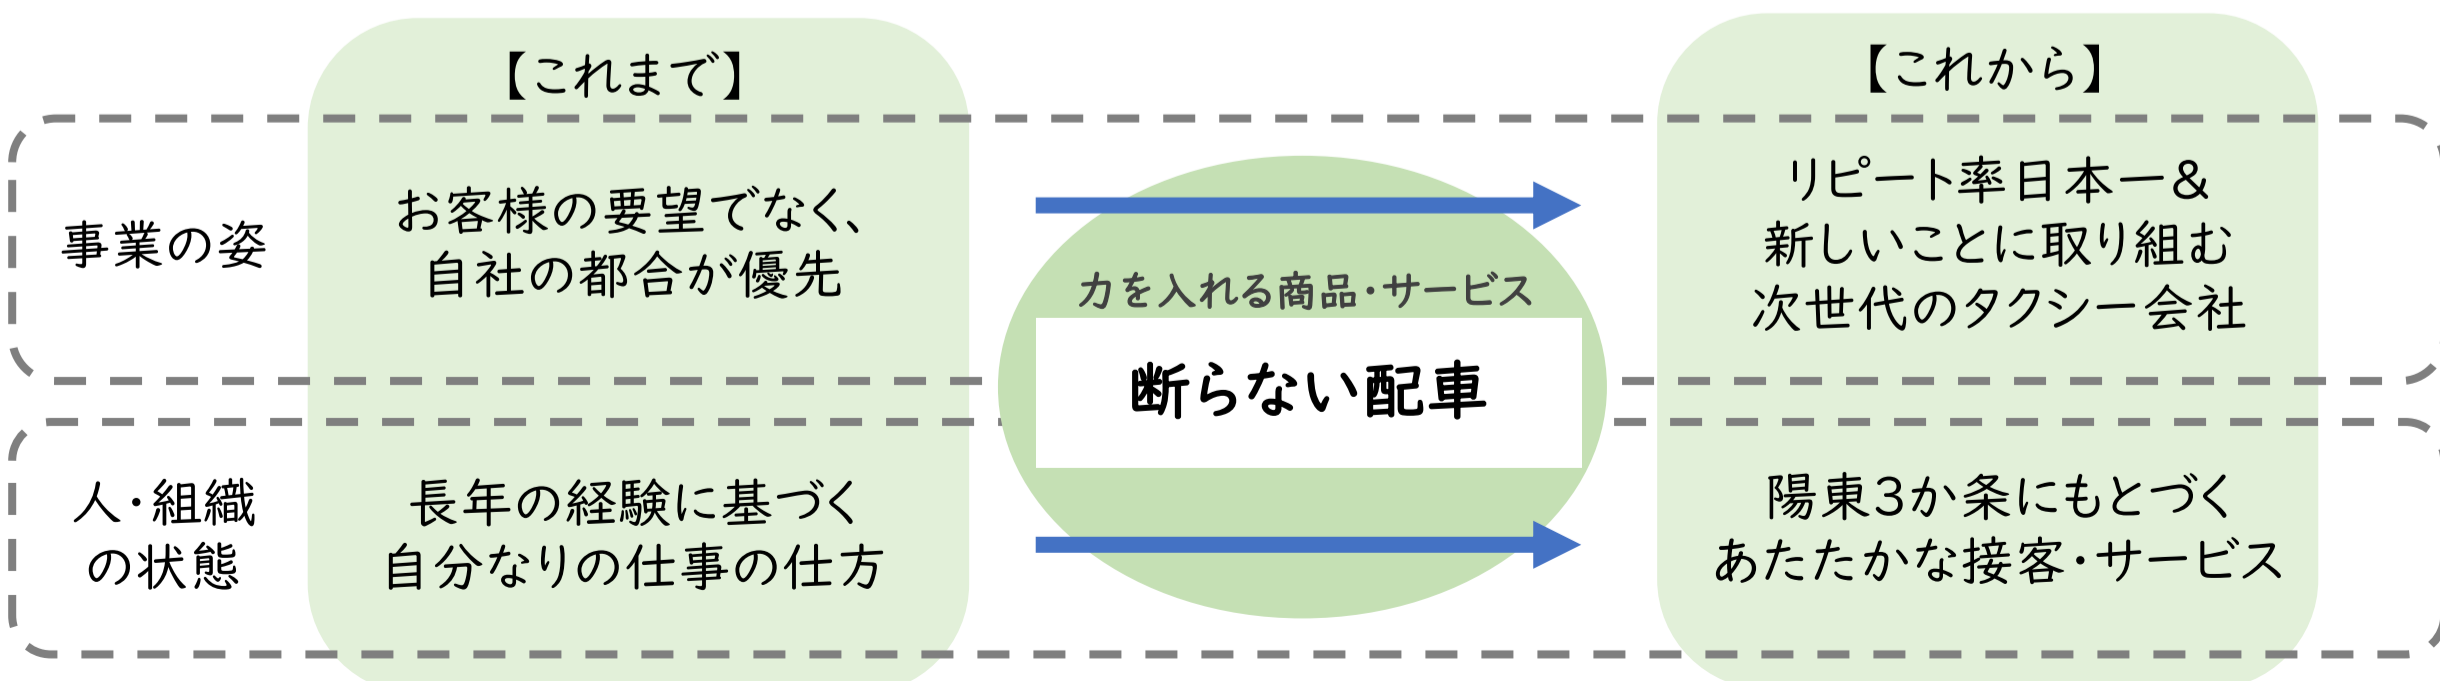 【これまで】
【これから】
事業の姿
お客様の要望でなく、
自社の都合が優先
力を入れる商品・サービス
断らない配車
リピート率日本一&
新しいことに取り組む
次世代のタクシー会社
人・組織
の状態
長年の経験に基づく
自分なりの仕事の仕方
陽東3か条にもとづく
あたたかな接客・サービス